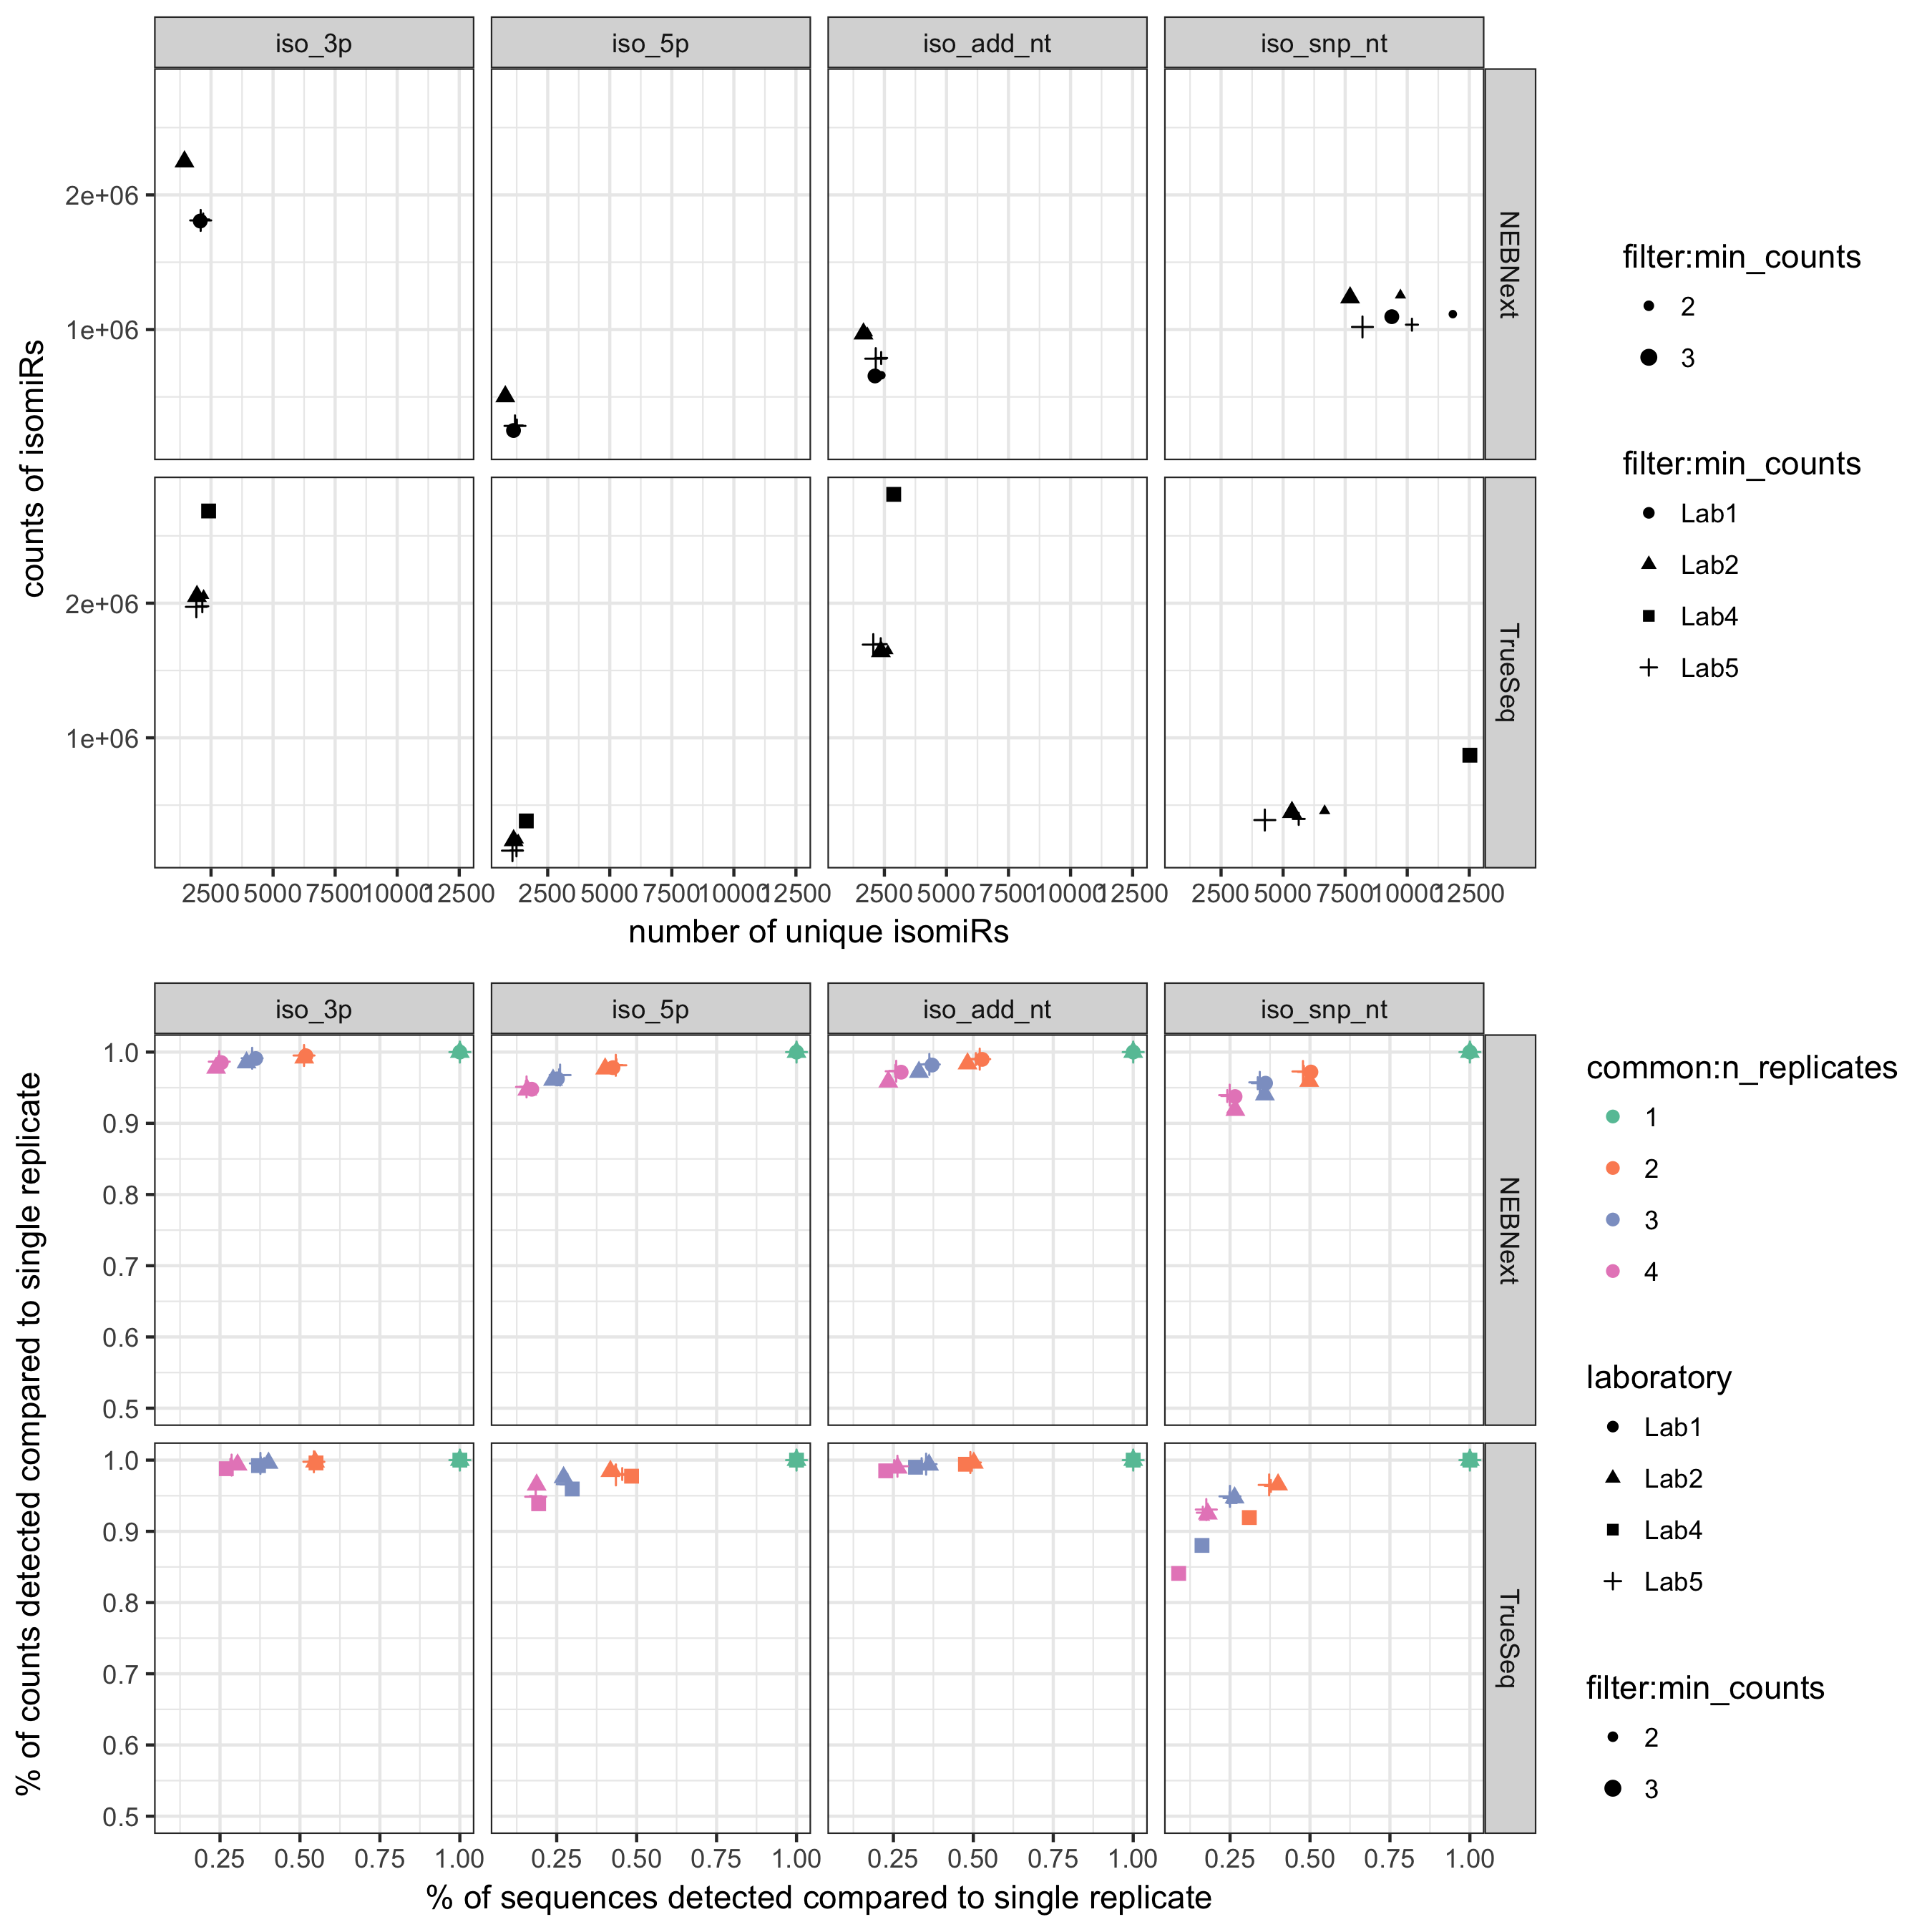 iso_3p iso_5p iso_add_nt iso_snp_nt
counts of isomiRs
2e+06
1e+06
NEBNext
2e+06
1e+06
TrueSeq
2500 5000 7500 10000 12500 2500 5000 7500 10000 12500 2500 5000 7500 10000 12500 2500 5000 7500 10000 12500
number of unique isomiRs
filter:min_counts
2
3
filter:min_counts
Lab1
Lab2
Lab4
Lab5
iso_3p iso_5p iso_add_nt iso_snp_nt
% of counts detected compared to single replicate
1.0
0.9
0.8
0.7
0.6
0.5
NEBNext
1.0
0.9
0.8
0.7
0.6
0.5
TrueSeq
0.25 0.50 0.75 1.00 0.25 0.50 0.75 1.00 0.25 0.50 0.75 1.00 0.25 0.50 0.75 1.00
% of sequences detected compared to single replicate
common:n_replicates
1
2
3
4
laboratory
Lab1
Lab2
Lab4
Lab5
filter:min_counts
2
3